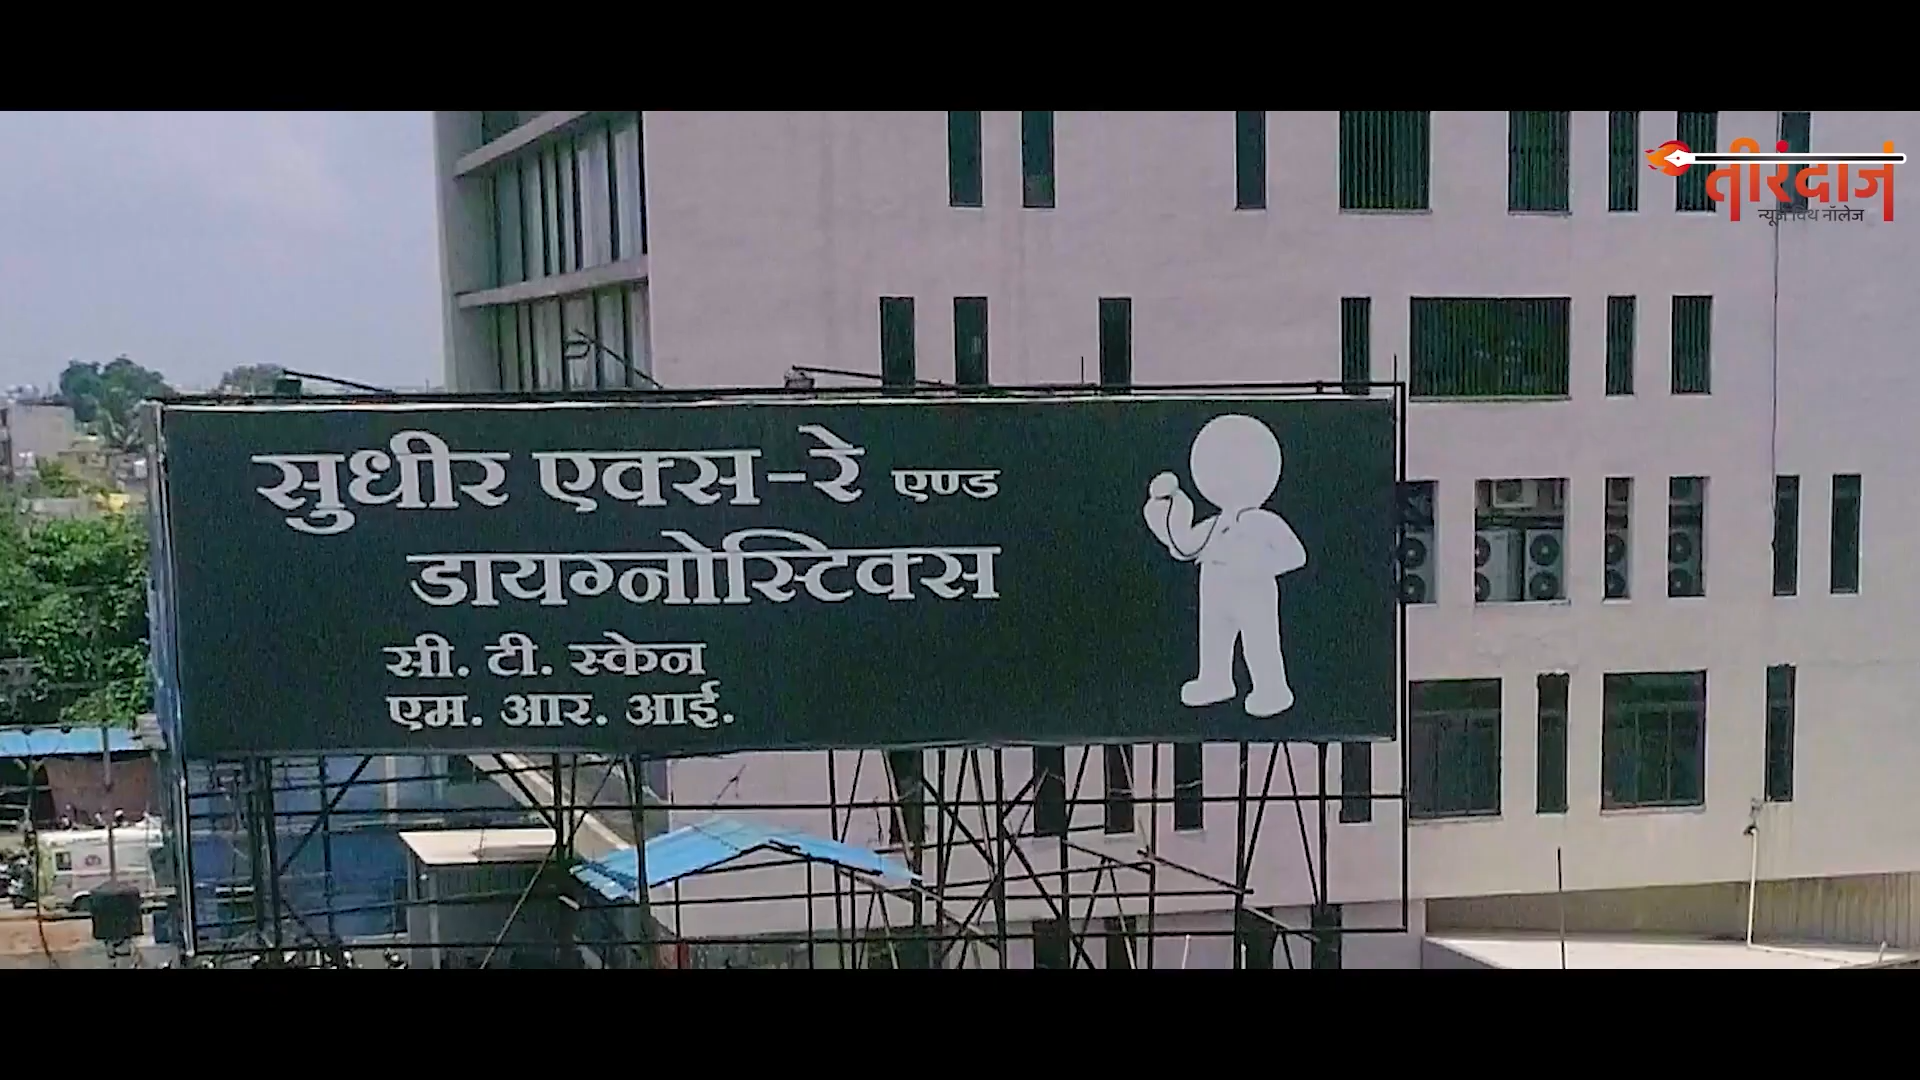 तीरंदाज़
न्यूज विथ नॉलेज
सुधीर एक्स-रे एण्ड
डायग्नोस्टिक्स
सी. टी. स्केन
एम. आर. आई.